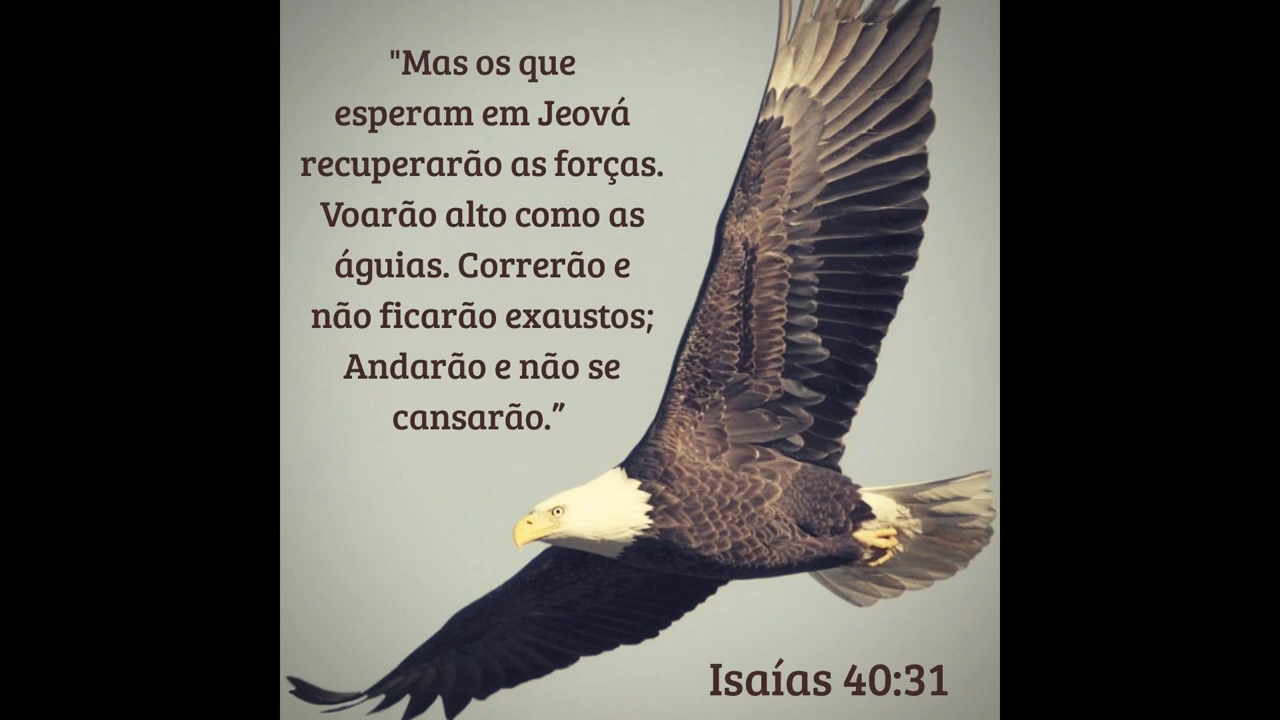 "Mas os que
esperam em Jeová
recuperarão as forças.
Voarão alto como as
águias. Correrão e
não ficarão exaustos;
Andarão e não se
cansarão.”
Isaías 40:31